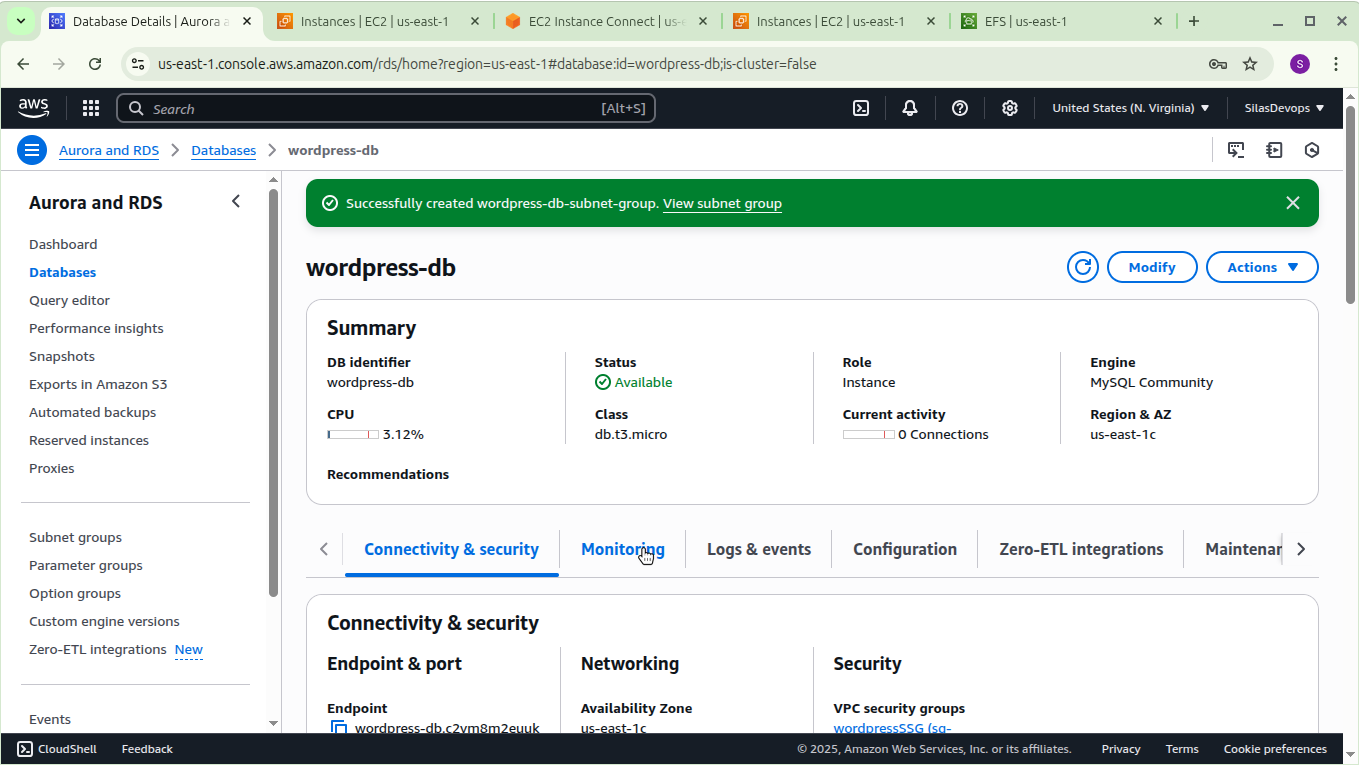 Database Details | Aurora a
Instances | EC2 | us-east-1
EC2 Instance Connect | us-e
Instances | EC2 | us-east-1
EFS | us-east-1
us-east-1.console.aws.amazon.com/rds/home?region=us-east-1#database:id=wordpress-db;is-cluster=false
S
aws
Search
[Alt+S]
United States (N. Virginia)
SilasDevops
Aurora and RDS
Databases
wordpress-db
Aurora and RDS
Dashboard
Databases
Query editor
Performance insights
Snapshots
Exports in Amazon S3
Automated backups
Reserved instances
Proxies
Subnet groups
Parameter groups
Option groups
Custom engine versions
Zero-ETL integrations New
Events
Successfully created wordpress-db-subnet-group. View subnet group
wordpress-db
Modify
Actions
Summary
DB identifier
wordpress-db
Status
Available
Role
Instance
Engine
MySQL Community
CPU
3.12%
Class
db.t3.micro
Current activity
0 Connections
Region & AZ
us-east-1c
Recommendations
Connectivity & security
Monitoring
Logs & events
Configuration
Zero-ETL integrations
Maintenan
Connectivity & security
Endpoint & port
Endpoint
wordpress-db.c2vm8m2euuk
Networking
Availability Zone
us-east-1c
Security
VPC security groups
wordpressSSG (sg-
CloudShell
Feedback
© 2025, Amazon Web Services, Inc. or its affiliates.
Privacy
Terms
Cookie preferences